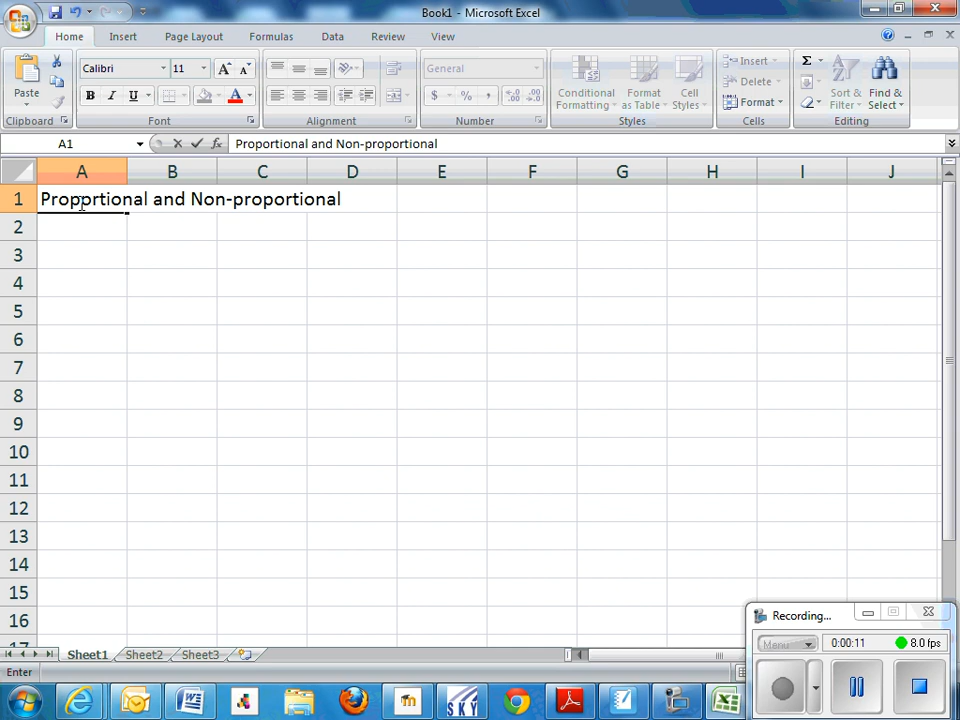 Book1 - Microsoft Excel
Home Insert Page Layout Formulas Data Review View
Calibri 11 General
Paste B I U A $ % , Conditional Formatting Format as Table Cell Styles Insert Delete Format Σ Sort & Filter Find & Select
Clipboard Font Alignment Number Styles Cells Editing
A1 fx Proportional and Non-proportional
A B C D E F G H I J
1 Proportional and Non-proportional
2
3
4
5
6
7
8
9
10
11
12
13
14
15
16
17
Recording...
Menu 0:00:11 8.0 fps
Sheet1 Sheet2 Sheet3
Enter
SKY